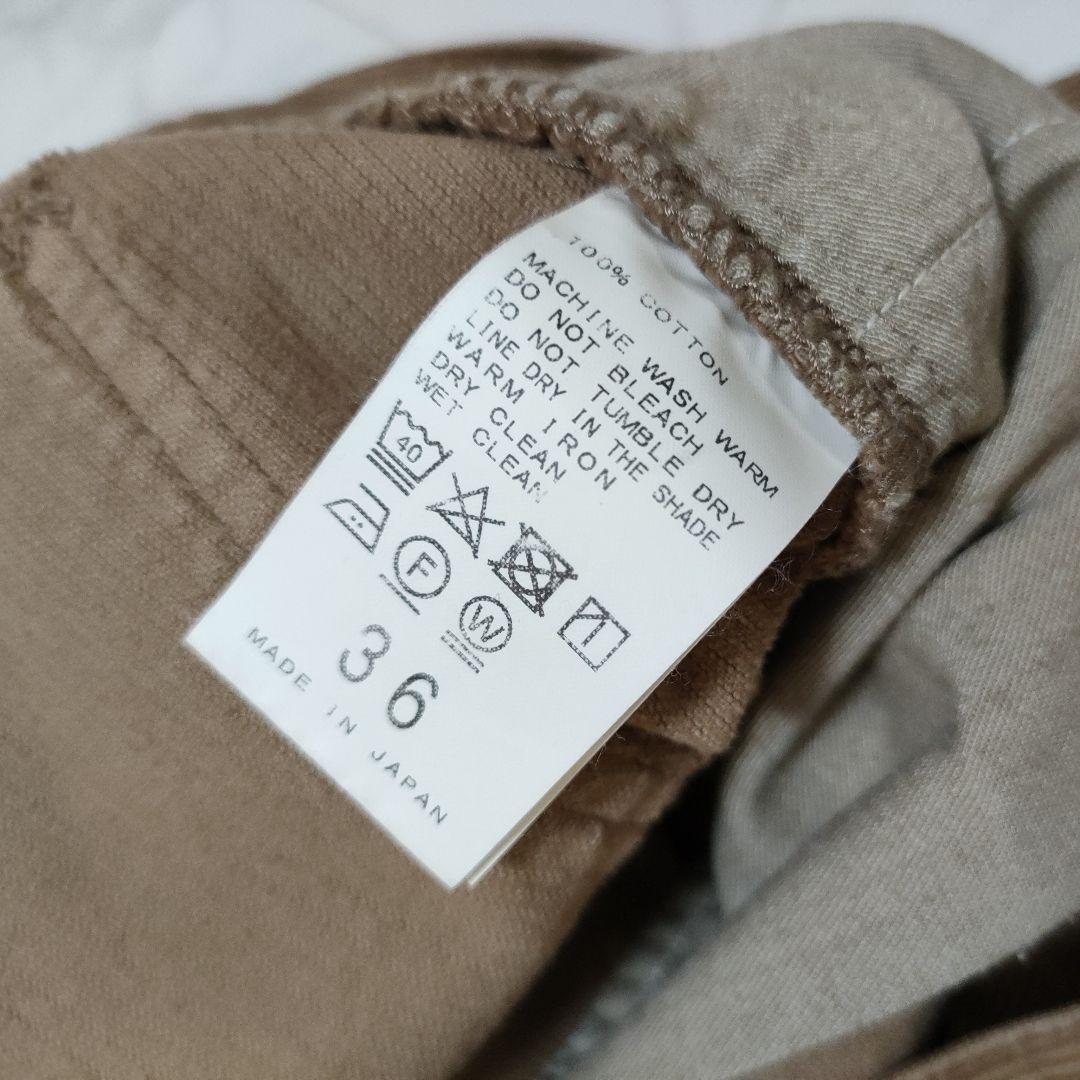 100% COTTON
MACHINE WASH WARM
DO NOT BLEACH
DO NOT TUMBLE DRY
LINE DRY IN THE SHADE
WARM IRON
DRY CLEAN
WET CLEAN
40
F
W
36
MADE IN JAPAN